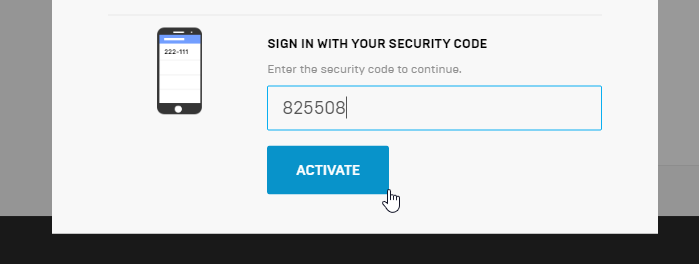 222-111
SIGN IN WITH YOUR SECURITY CODE
Enter the security code to continue.
825508
ACTIVATE